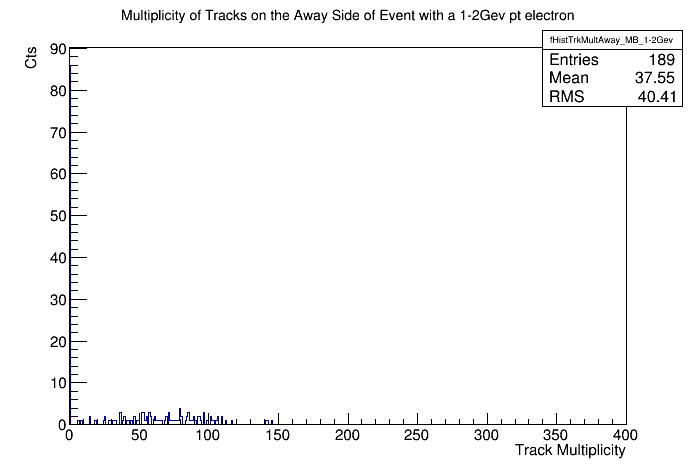 Multiplicity of Tracks on the Away Side of Event with a 1-2Gev pt electron
fHistTrkMultAway_MB_1-2Gev
Entries 189
Mean 37.55
RMS 40.41
Cts
90
80
70
60
50
40
30
20
10
0
0 50 100 150 200 250 300 350 400
Track Multiplicity